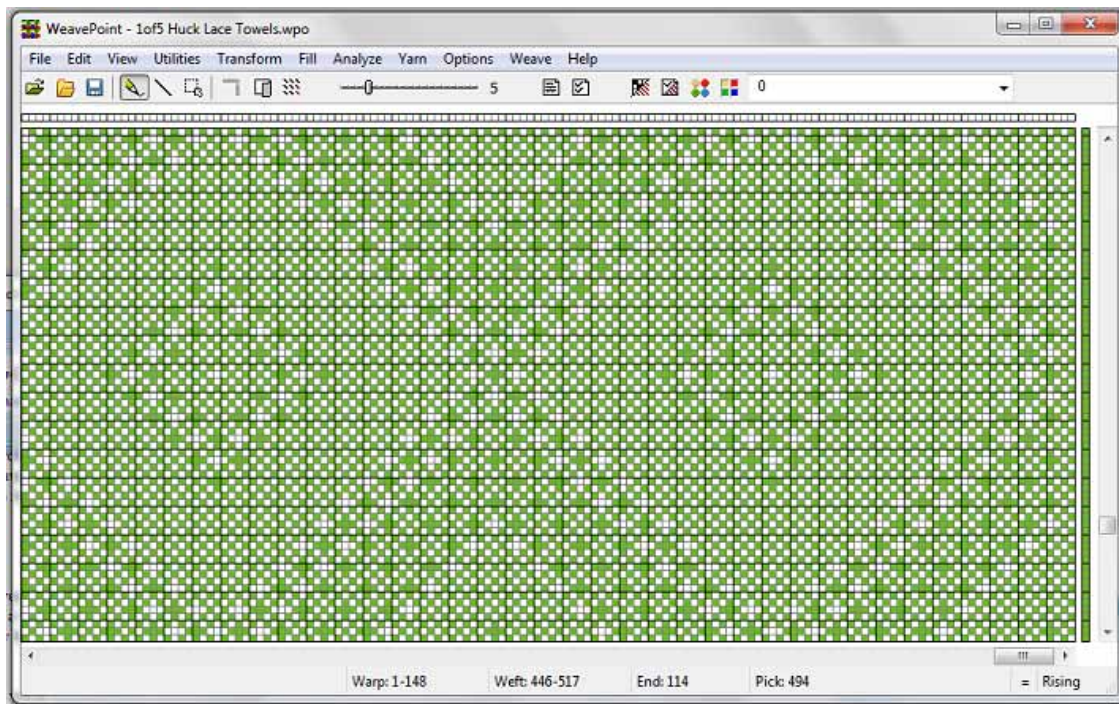 WeavePoint - 1of5 Huck Lace Towels.wpo
File Edit View Utilities Transform Fill Analyze Yarn Options Weave Help
5 0
Warp: 1-148 Weft: 446-517 End: 114 Pick: 494 = Rising